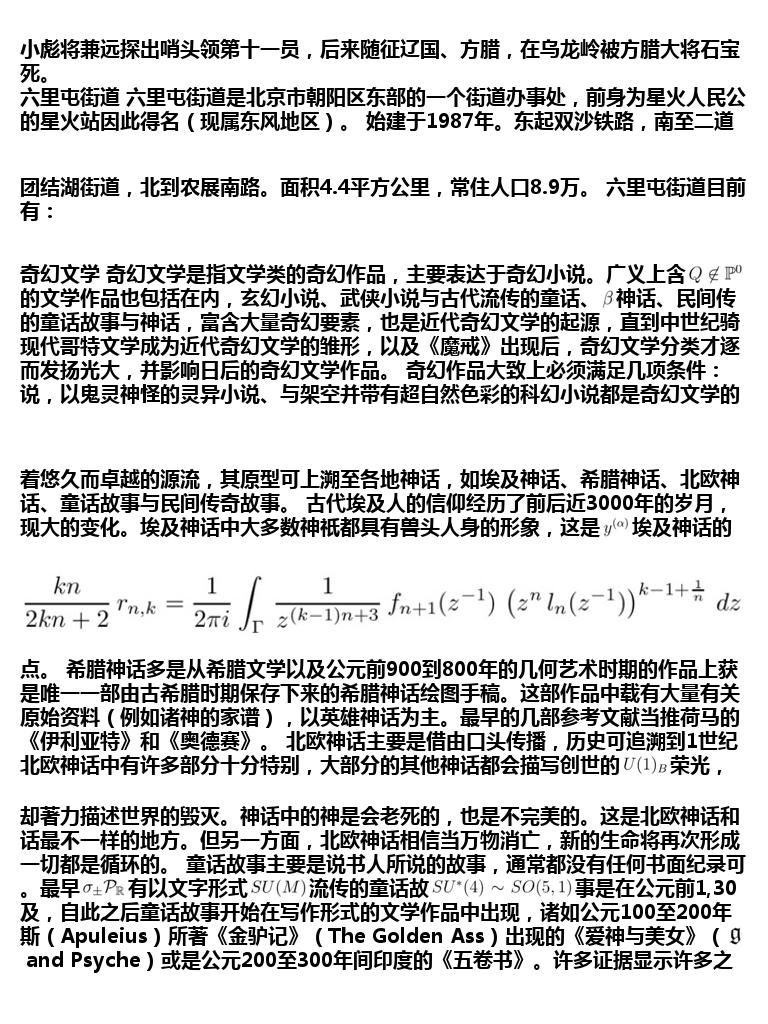 小彪将兼远探出哨头领第十一员，后来随征辽国、方腊，在乌龙岭被方腊大将石宝
死。
六里屯街道 六里屯街道是北京市朝阳区东部的一个街道办事处，前身为星火人民公
的星火站因此得名（现属东风地区）。 始建于1987年。东起双沙铁路，南至二道
团结湖街道，北到农展南路。面积4.4平方公里，常住人口8.9万。 六里屯街道目前
有：
奇幻文学 奇幻文学是指文学类的奇幻作品，主要表达于奇幻小说。广义上含 $Q \notin \mathbb{P}^0$
的文学作品也包括在内，玄幻小说、武侠小说与古代流传的童话、 $\beta$ 神话、民间传
的童话故事与神话，富含大量奇幻要素，也是近代奇幻文学的起源，直到中世纪骑
现代哥特文学成为近代奇幻文学的雏形，以及《魔戒》出现后，奇幻文学分类才逐
而发扬光大，并影响日后的奇幻文学作品。 奇幻作品大致上必须满足几项条件：
说，以鬼灵神怪的灵异小说、与架空并带有超自然色彩的科幻小说都是奇幻文学的
着悠久而卓越的源流，其原型可上溯至各地神话，如埃及神话、希腊神话、北欧神
话、童话故事与民间传奇故事。 古代埃及人的信仰经历了前后近3000年的岁月，
现大的变化。埃及神话中大多数神祇都具有兽头人身的形象，这是 $y^{(\alpha)}$ 埃及神话的
$\frac{kn}{2kn+2} r_{n,k} = \frac{1}{2\pi i} \int_{\Gamma} \frac{1}{z^{(k-1)n+3}} f_{n+1}(z^{-1}) \left(z^n l_n(z^{-1})\right)^{k-1+\frac{1}{n}} dz$
点。 希腊神话多是从希腊文学以及公元前900到800年的几何艺术时期的作品上获
是唯一一部由古希腊时期保存下来的希腊神话绘图手稿。这部作品中载有大量有关
原始资料（例如诸神的家谱），以英雄神话为主。最早的几部参考文献当推荷马的
《伊利亚特》和《奥德赛》。 北欧神话主要是借由口头传播，历史可追溯到1世纪
北欧神话中有许多部分十分特别，大部分的其他神话都会描写创世的 $U(1)_B$ 荣光，
却著力描述世界的毁灭。神话中的神是会老死的，也是不完美的。这是北欧神话和
话最不一样的地方。但另一方面，北欧神话相信当万物消亡，新的生命将再次形成
一切都是循环的。 童话故事主要是说书人所说的故事，通常都没有任何书面纪录可
。最早 $\sigma_{\pm}\mathcal{P}_{\mathbb{R}}$ 有以文字形式 $SU(M)$ 流传的童话故 $SU^*(4) \sim SO(5,1)$ 事是在公元前1,30
及，自此之后童话故事开始在写作形式的文学作品中出现，诸如公元100至200年
斯（Apuleius）所著《金驴记》（The Golden Ass）出现的《爱神与美女》（ $\mathfrak{g}$
and Psyche）或是公元200至300年间印度的《五卷书》。许多证据显示许多之